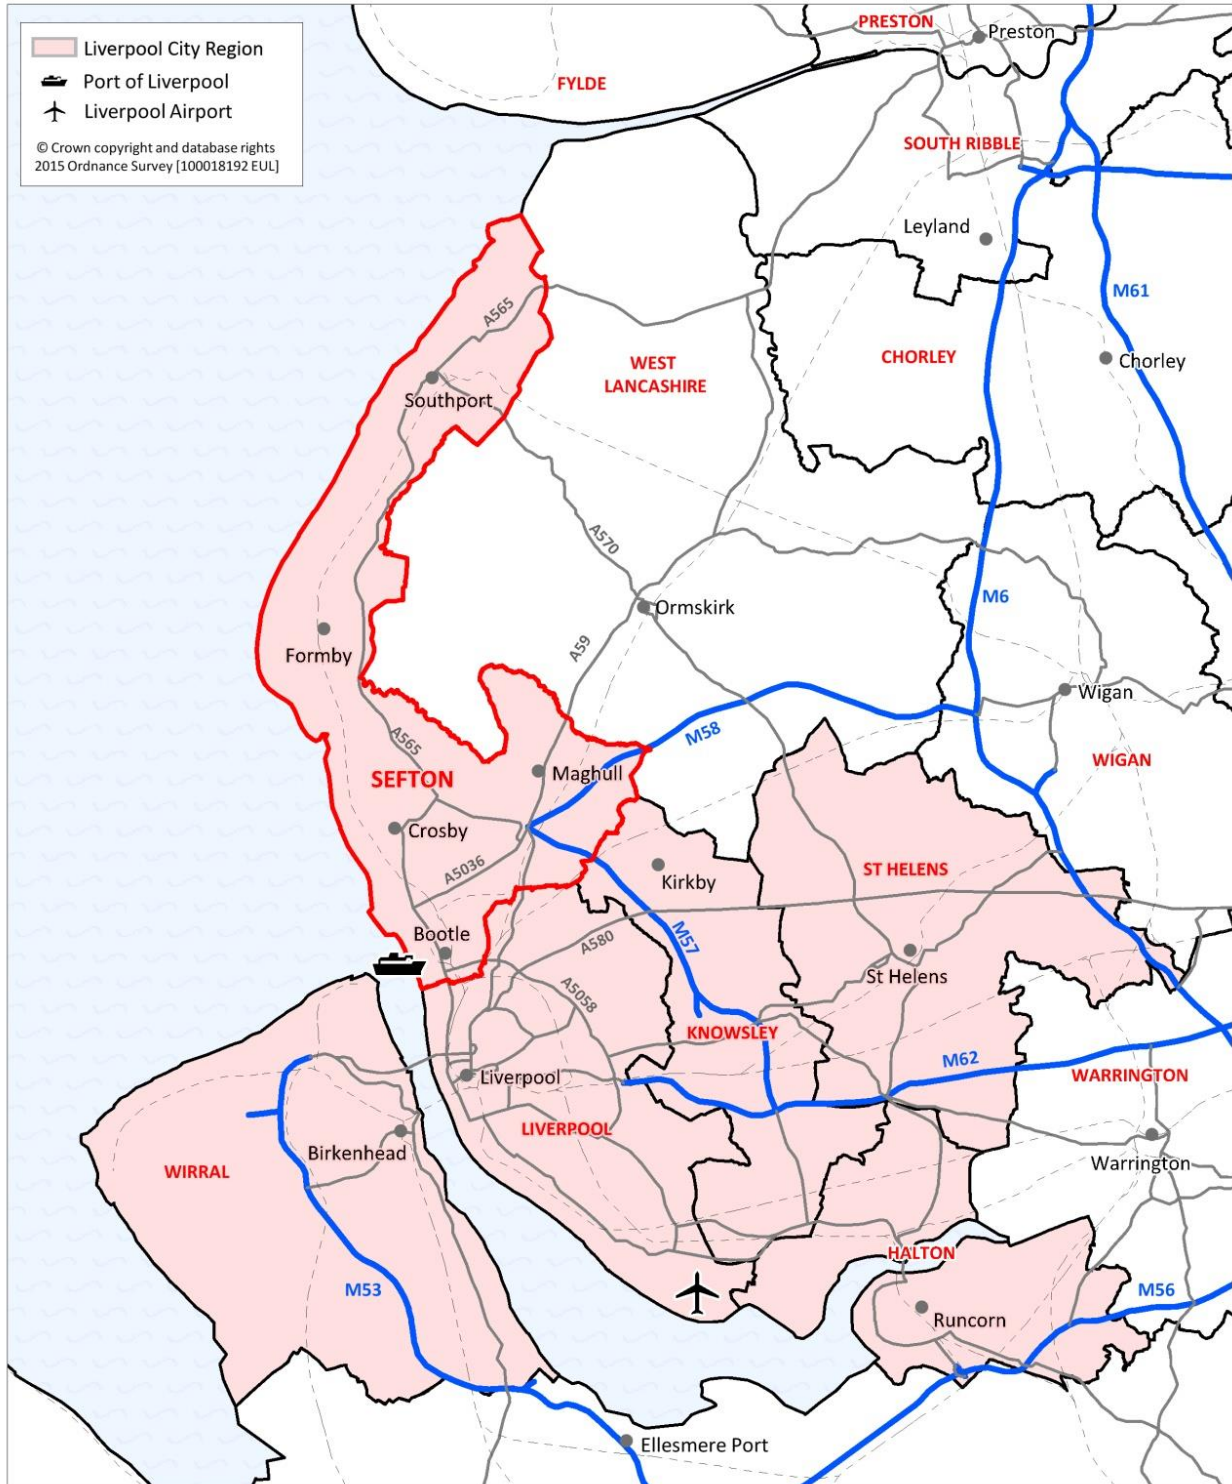 Liverpool City Region
Port of Liverpool
Liverpool Airport
© Crown copyright and database rights
2015 Ordnance Survey [100018192 EUL]
PRESTON
Preston
FYLDE
SOUTH RIBBLE
Leyland
M61
A565
WEST
LANCASHIRE
CHORLEY
Chorley
Southport
A570
M6
Ormskirk
Formby
A59
Wigan
A565
M58
WIGAN
SEFTON
Maghull
Crosby
A5036
Kirkby
ST HELENS
Bootle
A580
M57
St Helens
A5058
KNOWSLEY
M62
Liverpool
WARRINGTON
LIVERPOOL
Birkenhead
WIRRAL
Warrington
HALTON
M53
M56
Runcorn
Ellesmere Port